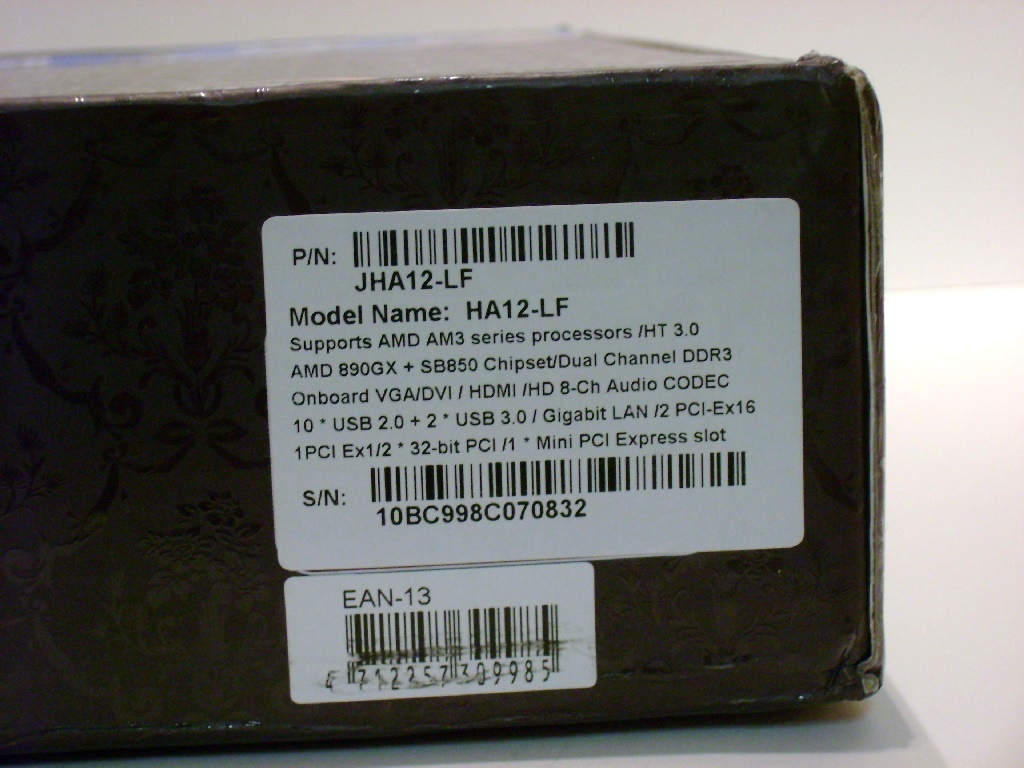 P/N:
JHA12-LF
Model Name: HA12-LF
Supports AMD AM3 series processors /HT 3.0
AMD 890GX + SB850 Chipset/Dual Channel DDR3
Onboard VGA/DVI / HDMI /HD 8-Ch Audio CODEC
10 * USB 2.0 + 2 * USB 3.0 / Gigabit LAN /2 PCI-Ex16
1PCI Ex1/2 * 32-bit PCI /1 * Mini PCI Express slot
S/N:
10BC998C070832
EAN-13
4 712257 309985